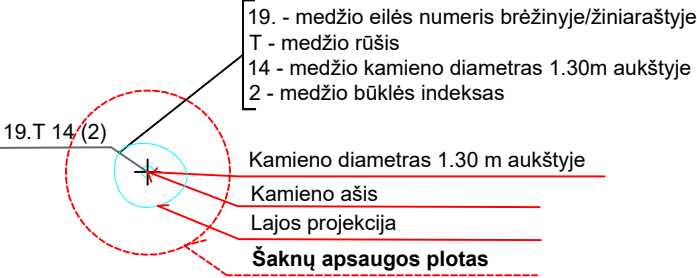 19. - medžio eilės numeris brėžinyje/žiniaraštyje
T - medžio rūšis
14 - medžio kamieno diametras 1.30m aukštyje
2 - medžio būklės indeksas
19.T 14 (2)
Kamieno diametras 1.30 m aukštyje
Kamieno ašis
Lajos projekcija
Šaknų apsaugos plotas